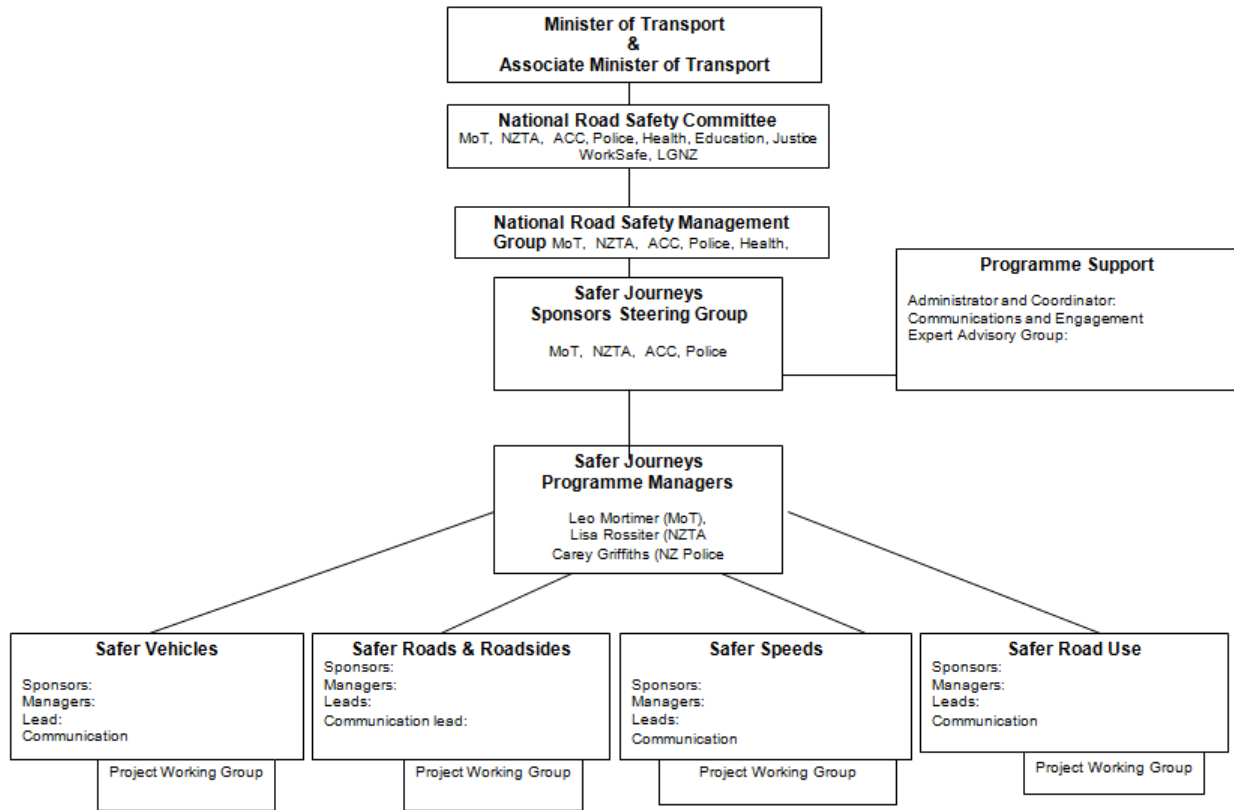 Minister of Transport
&
Associate Minister of Transport
National Road Safety Committee
MoT, NZTA, ACC, Police, Health, Education, Justice
WorkSafe, LGNZ
National Road Safety Management
Group MoT, NZTA, ACC, Police, Health,
Safer Journeys
Sponsors Steering Group
MoT, NZTA, ACC, Police
Programme Support
Administrator and Coordinator:
Communications and Engagement
Expert Advisory Group:
Safer Journeys
Programme Managers
Leo Mortimer (MoT),
Lisa Rossiter (NZTA
Carey Griffiths (NZ Police
Safer Vehicles
Sponsors:
Managers:
Lead:
Communication
Project Working Group
Safer Roads & Roadsides
Sponsors:
Managers:
Leads:
Communication lead:
Project Working Group
Safer Speeds
Sponsors:
Managers:
Leads:
Communication
Project Working Group
Safer Road Use
Sponsors:
Managers:
Leads:
Communication
Project Working Group